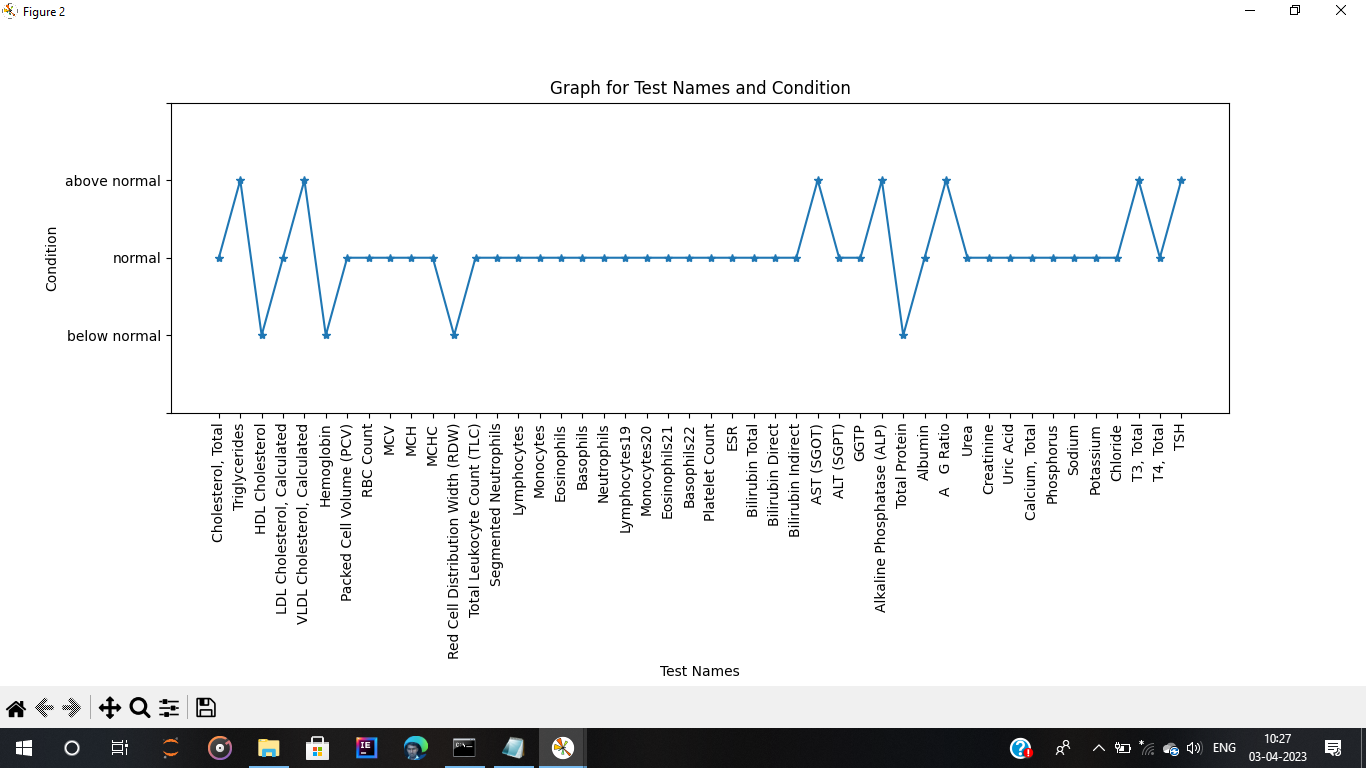 Figure 2
Graph for Test Names and Condition
above normal
normal
below normal
Condition
Cholesterol, Total
Triglycerides
HDL Cholesterol
LDL Cholesterol, Calculated
VLDL Cholesterol, Calculated
Hemoglobin
Packed Cell Volume (PCV)
RBC Count
MCV
MCH
MCHC
Red Cell Distribution Width (RDW)
Total Leukocyte Count (TLC)
Segmented Neutrophils
Lymphocytes
Monocytes
Eosinophils
Basophils
Neutrophils
Lymphocytes19
Monocytes20
Eosinophils21
Basophils22
Platelet Count
ESR
Bilirubin Total
Bilirubin Direct
Bilirubin Indirect
AST (SGOT)
ALT (SGPT)
GGTP
Alkaline Phosphatase (ALP)
Total Protein
Albumin
A G Ratio
Urea
Creatinine
Uric Acid
Calcium, Total
Phosphorus
Sodium
Potassium
Chloride
T3, Total
T4, Total
TSH
Test Names
ENG
10:27
03-04-2023